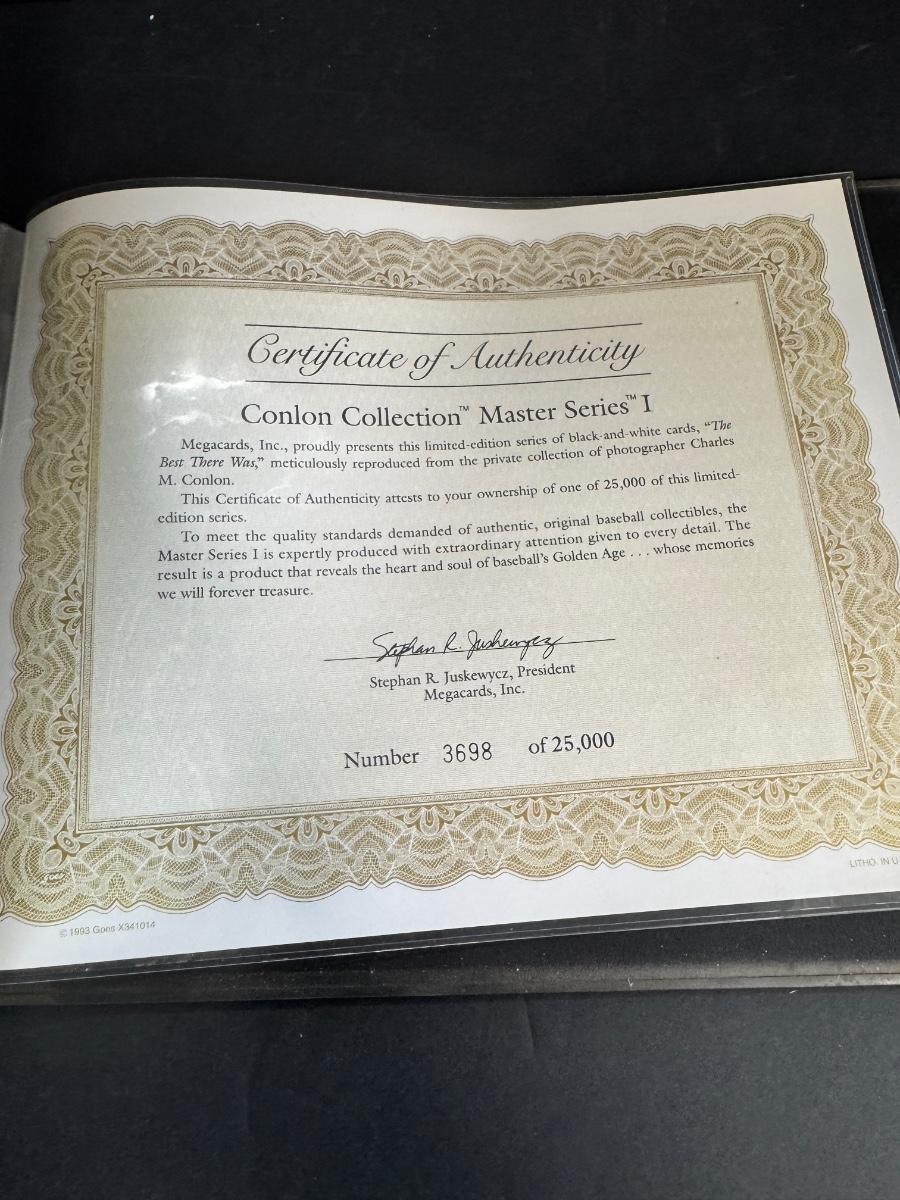 Certificate of Authenticity
Conlon Collection™ Master Series™ I
Megacards, Inc., proudly presents this limited-edition series of black-and-white cards, “The
Best There Was,” meticulously reproduced from the private collection of photographer Charles
M. Conlon.
This Certificate of Authenticity attests to your ownership of one of 25,000 of this limited-
edition series.
To meet the quality standards demanded of authentic, original baseball collectibles, the
Master Series I is expertly produced with extraordinary attention given to every detail. The
result is a product that reveals the heart and soul of baseball’s Golden Age . . . whose memories
we will forever treasure.
Stephan R. Juskewycz
Stephan R. Juskewycz, President
Megacards, Inc.
Number 3698 of 25,000
LITHO. IN U
© 1993 Goes X341014